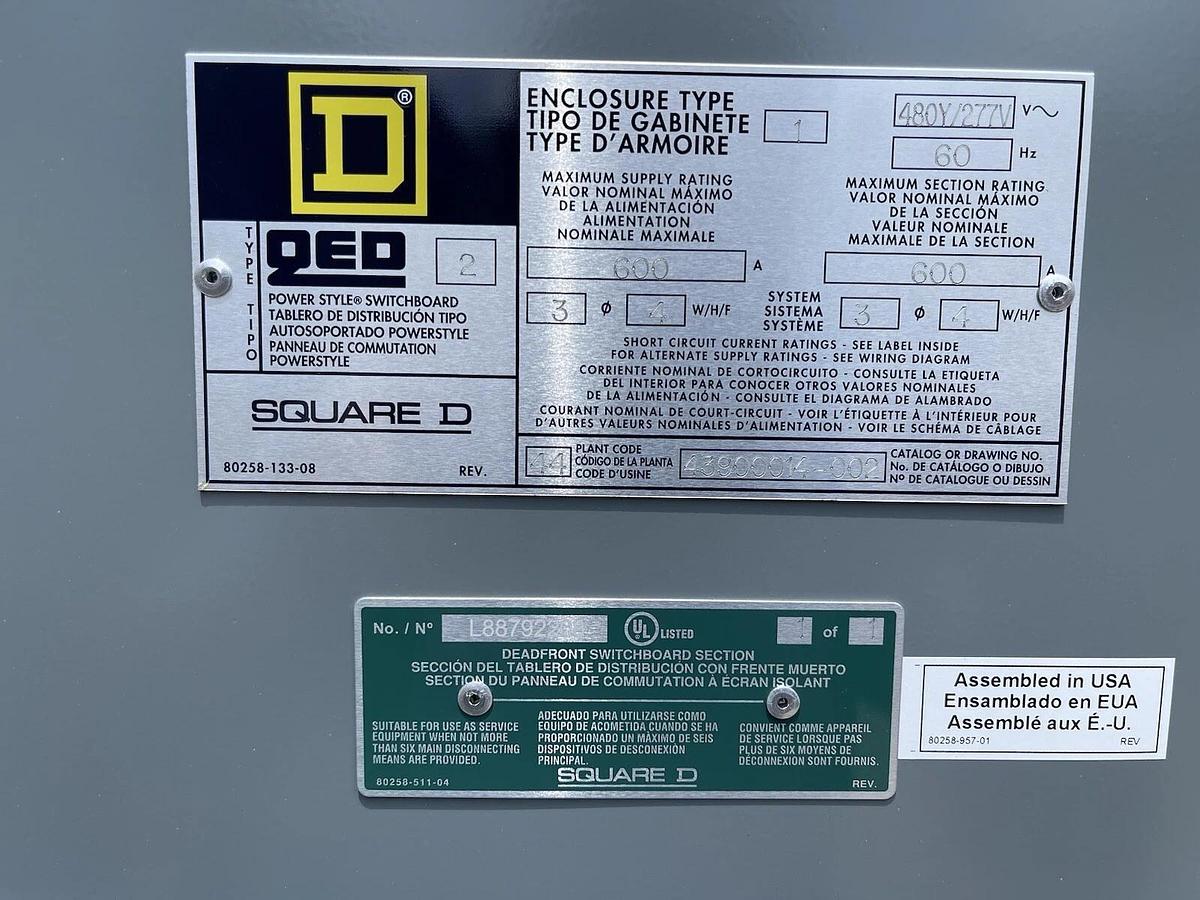 D®
TYPE TIPO
QED 2
POWER STYLE® SWITCHBOARD
TABLERO DE DISTRIBUCIÓN TIPO
AUTOSOPORTADO POWERSTYLE
PANNEAU DE COMMUTATION
POWERSTYLE
SQUARE D
80258-133-08 REV.
ENCLOSURE TYPE
TIPO DE GABINETE 1
TYPE D'ARMOIRE
480Y/277V V~
60 Hz
MAXIMUM SUPPLY RATING
VALOR NOMINAL MÁXIMO
DE LA ALIMENTACIÓN
ALIMENTATION
NOMINALE MAXIMALE
600 A
3 ø 4 W/H/F
MAXIMUM SECTION RATING
VALOR NOMINAL MÁXIMO
DE LA SECCIÓN
VALEUR NOMINALE
MAXIMALE DE LA SECTION
600 A
SYSTEM
SISTEMA
SYSTÈME
3 ø 4 W/H/F
SHORT CIRCUIT CURRENT RATINGS - SEE LABEL INSIDE
FOR ALTERNATE SUPPLY RATINGS - SEE WIRING DIAGRAM
CORRIENTE NOMINAL DE CORTOCIRCUITO - CONSULTE LA ETIQUETA
DEL INTERIOR PARA CONOCER OTROS VALORES NOMINALES
DE LA ALIMENTACIÓN - CONSULTE EL DIAGRAMA DE ALAMBRADO
COURANT NOMINAL DE COURT-CIRCUIT - VOIR L'ÉTIQUETTE À L'INTÉRIEUR POUR
D'AUTRES VALEURS NOMINALES D'ALIMENTATION - VOIR LE SCHÉMA DE CÂBLAGE
44
PLANT CODE
CÓDIGO DE LA PLANTA
CODE D'USINE
43900014-002
CATALOG OR DRAWING NO.
No. DE CATÁLOGO O DIBUJO
Nº DE CATALOGUE OU DESSIN
No. / Nº UL LISTED 1 of 1
DEADFRONT SWITCHBOARD SECTION
SECCIÓN DEL TABLERO DE DISTRIBUCIÓN CON FRENTE MUERTO
SECTION DU PANNEAU DE COMMUTATION À ÉCRAN ISOLANT
SUITABLE FOR USE AS SERVICE
EQUIPMENT WHEN NOT MORE
THAN SIX MAIN DISCONNECTING
MEANS ARE PROVIDED.
ADECUADO PARA UTILIZARSE COMO
EQUIPO DE ACOMETIDA CUANDO SE HA
PROPORCIONADO UN MÁXIMO DE SEIS
DISPOSITIVOS DE DESCONEXIÓN
PRINCIPAL.
CONVIENT COMME APPAREIL
DE SERVICE LORSQUE PAS
PLUS DE SIX MOYENS DE
DECONNEXION SONT FOURNIS.
80258-511-04 SQUARE D REV.
Assembled in USA
Ensamblado en EUA
Assemblé aux É.-U.
80258-957-01 REV